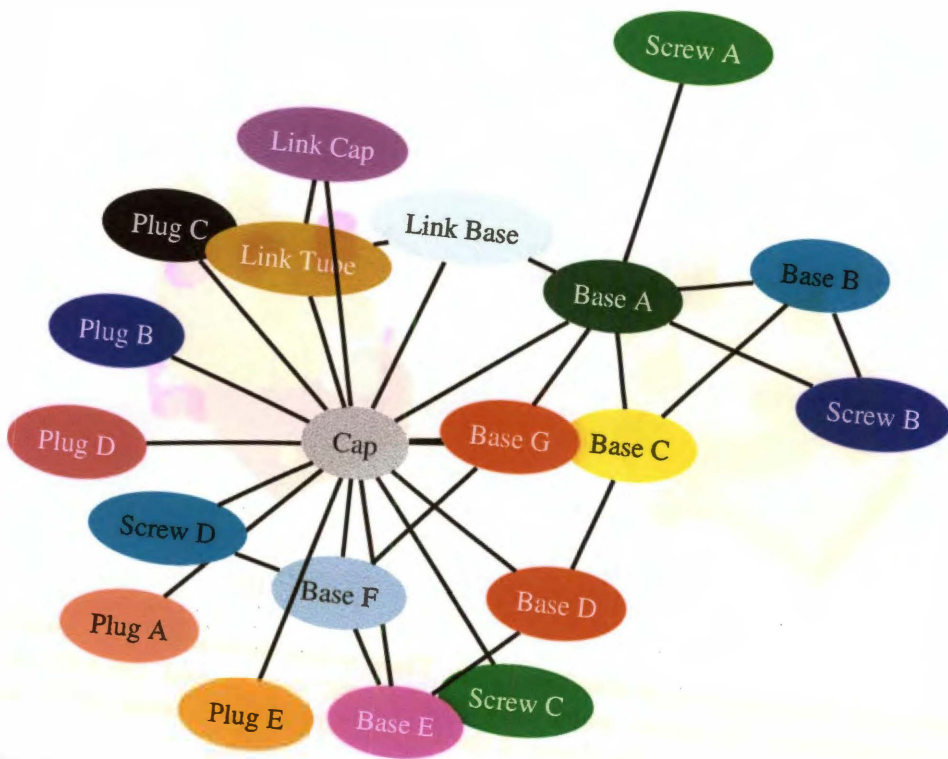 Screw A
Link Cap
Plug C
Link Tube
Link Base
Base A
Base B
Plug B
Screw B
Plug D
Cap
Base G
Base C
Screw D
Base F
Base D
Plug A
Plug E
Base E
Screw C